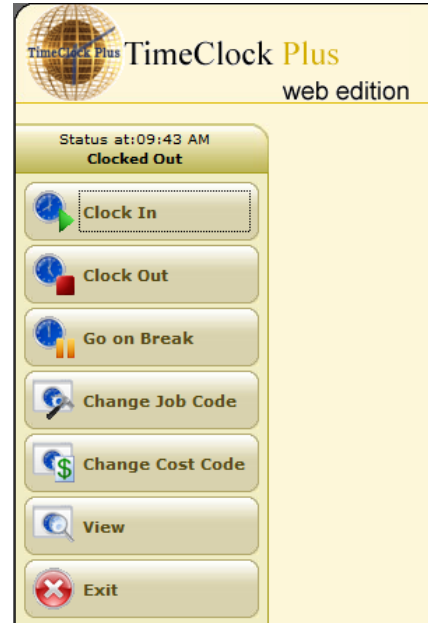 TimeClock Plus
TimeClock Plus
web edition
Status at:09:43 AM
Clocked Out
Clock In
Clock Out
Go on Break
Change Job Code
Change Cost Code
$
View
Exit